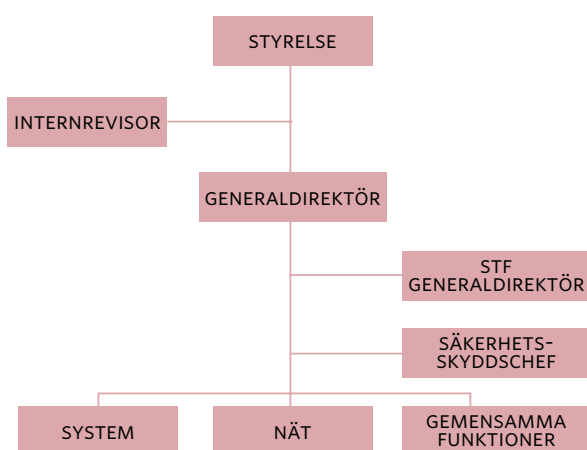 STYRELSE
INTERNREVISOR
GENERALDIREKTÖR
STF
GENERALDIREKTÖR
SÄKERHETS-
SKYDDSCHEF
SYSTEM
NÄT
GEMENSAMMA
FUNKTIONER